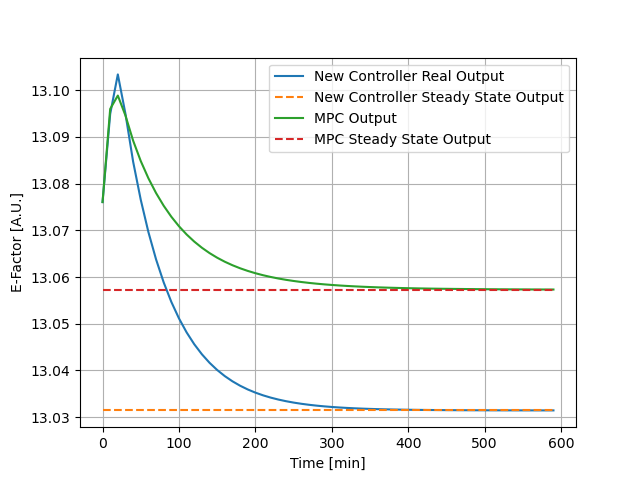 New Controller Real Output
New Controller Steady State Output
MPC Output
MPC Steady State Output
E-Factor [A.U.]
13.10
13.09
13.08
13.07
13.06
13.05
13.04
13.03
0 100 200 300 400 500 600
Time [min]